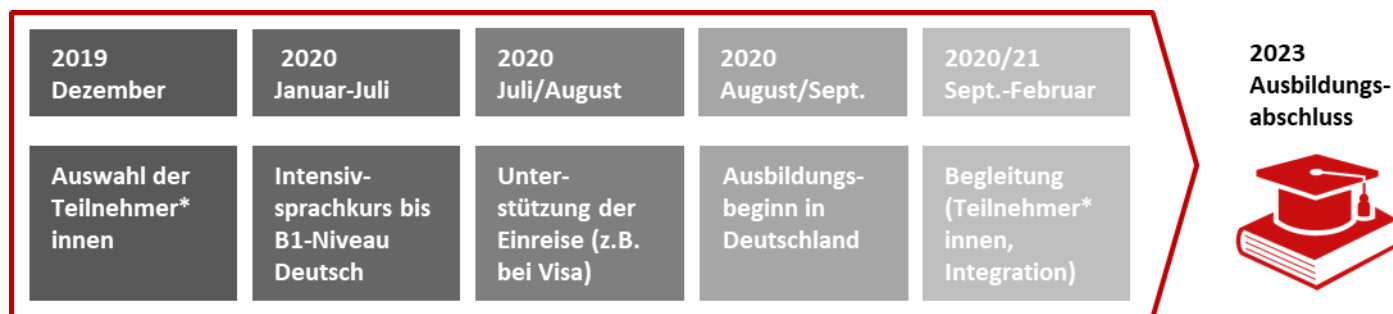 2019
Dezember
2020
Januar-Juli
2020
Juli/August
2020
August/Sept.
2020/21
Sept.-Februar
2023
Ausbildungs-
abschluss
Auswahl der
Teilnehmer*
innen
Intensiv-
sprachkurs bis
B1-Niveau
Deutsch
Unter-
stützung der
Einreise (z.B.
bei Visa)
Ausbildungs-
beginn in
Deutschland
Begleitung
(Teilnehmer*
innen,
Integration)